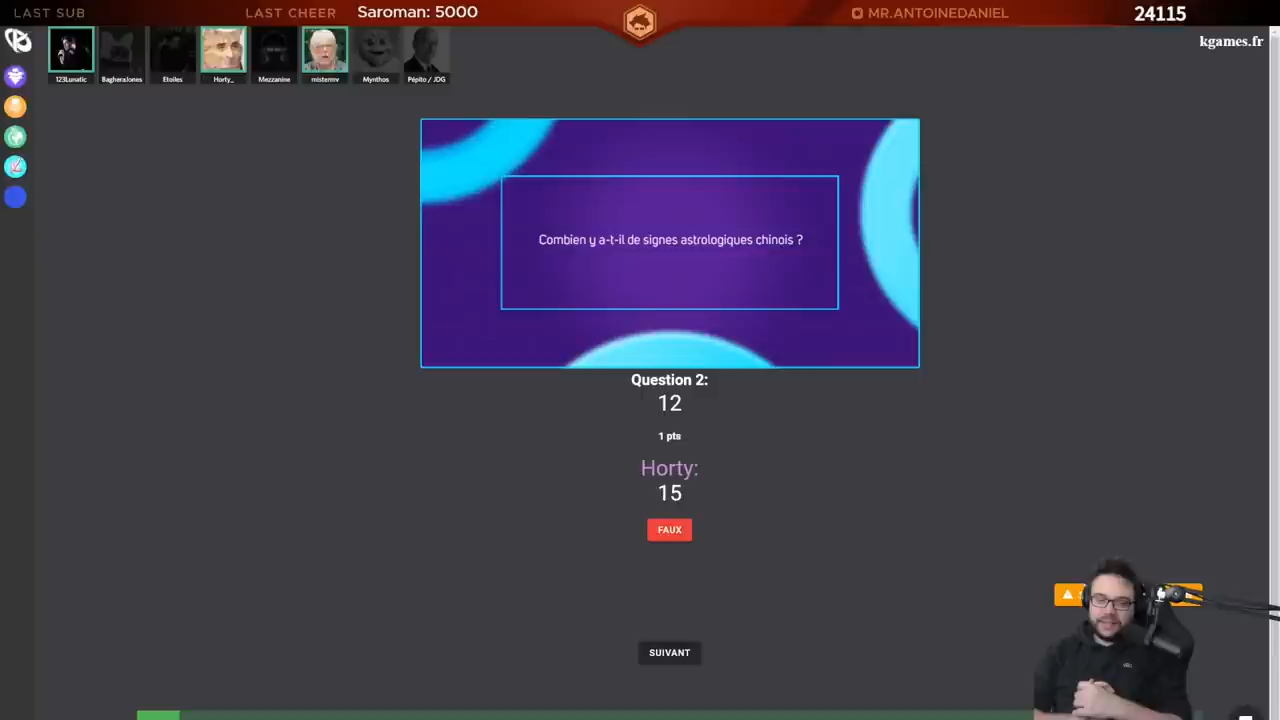 LAST SUB
LAST CHEER Saroman: 5000
MR.ANTOINEDANIEL
24115
kgames.fr
123Lunatic BagheraJones Etoiles Horty_ Mezzanine mistermv Mynthos Pépito / JDG
Combien y a-t-il de signes astrologiques chinois ?
Question 2:
12
1 pts
Horty:
15
FAUX
SUIVANT